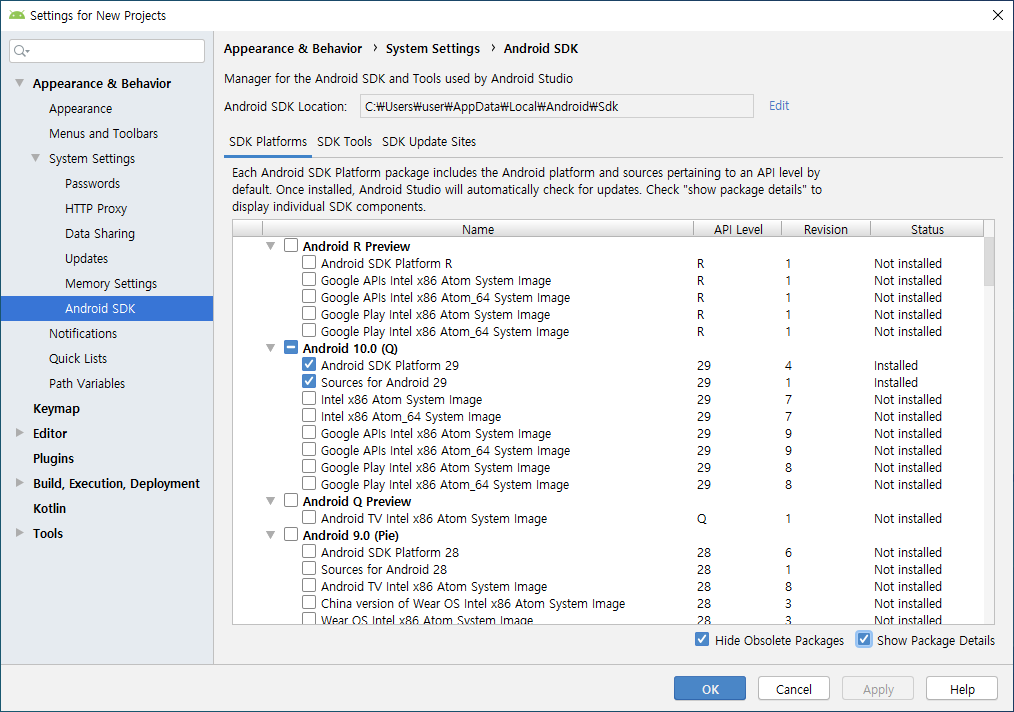 Settings for New Projects
Appearance & Behavior
Appearance
Menus and Toolbars
System Settings
Passwords
HTTP Proxy
Data Sharing
Updates
Memory Settings
Android SDK
Notifications
Quick Lists
Path Variables
Keymap
Editor
Plugins
Build, Execution, Deployment
Kotlin
Tools
Appearance & Behavior › System Settings › Android SDK
Manager for the Android SDK and Tools used by Android Studio
Android SDK Location: C:₩Users₩user₩AppData₩Local₩Android₩Sdk Edit
SDK Platforms SDK Tools SDK Update Sites
Each Android SDK Platform package includes the Android platform and sources pertaining to an API level by
default. Once installed, Android Studio will automatically check for updates. Check "show package details" to
display individual SDK components.
Name API Level Revision Status
Android R Preview
Android SDK Platform R R 1 Not installed
Google APIs Intel x86 Atom System Image R 1 Not installed
Google APIs Intel x86 Atom_64 System Image R 1 Not installed
Google Play Intel x86 Atom System Image R 1 Not installed
Google Play Intel x86 Atom_64 System Image R 1 Not installed
Android 10.0 (Q)
Android SDK Platform 29 29 4 Installed
Sources for Android 29 29 1 Installed
Intel x86 Atom System Image 29 7 Not installed
Intel x86 Atom_64 System Image 29 7 Not installed
Google APIs Intel x86 Atom System Image 29 9 Not installed
Google APIs Intel x86 Atom_64 System Image 29 9 Not installed
Google Play Intel x86 Atom System Image 29 8 Not installed
Google Play Intel x86 Atom_64 System Image 29 8 Not installed
Android Q Preview
Android TV Intel x86 Atom System Image Q 1 Not installed
Android 9.0 (Pie)
Android SDK Platform 28 28 6 Not installed
Sources for Android 28 28 1 Not installed
Android TV Intel x86 Atom System Image 28 8 Not installed
China version of Wear OS Intel x86 Atom System Image 28 3 Not installed
Wear OS Intel x86 Atom System Image 28 3 Not installed
Hide Obsolete Packages Show Package Details
OK Cancel Apply Help